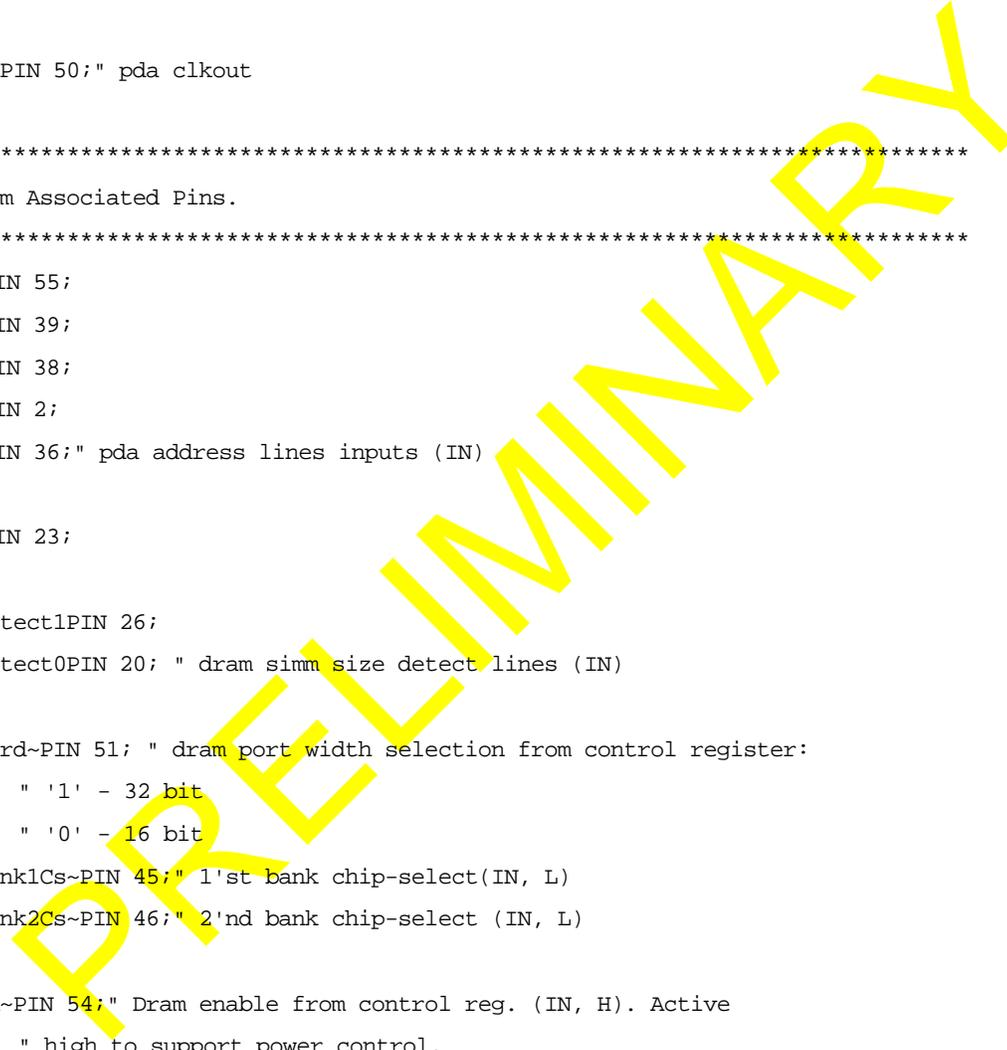 PIN 50;" pda clkout
*************************************************************************
m Associated Pins.
*************************************************************************
IN 55;
IN 39;
IN 38;
IN 2;
IN 36;" pda address lines inputs (IN)
IN 23;
tect1PIN 26;
tect0PIN 20; " dram simm size detect lines (IN)
rd~PIN 51; " dram port width selection from control register:
" '1' - 32 bit
" '0' - 16 bit
nk1Cs~PIN 45;" 1'st bank chip-select(IN, L)
nk2Cs~PIN 46;" 2'nd bank chip-select (IN, L)
~PIN 54;" Dram enable from control reg. (IN, H). Active
" high to support power control.
PRELIMINARY